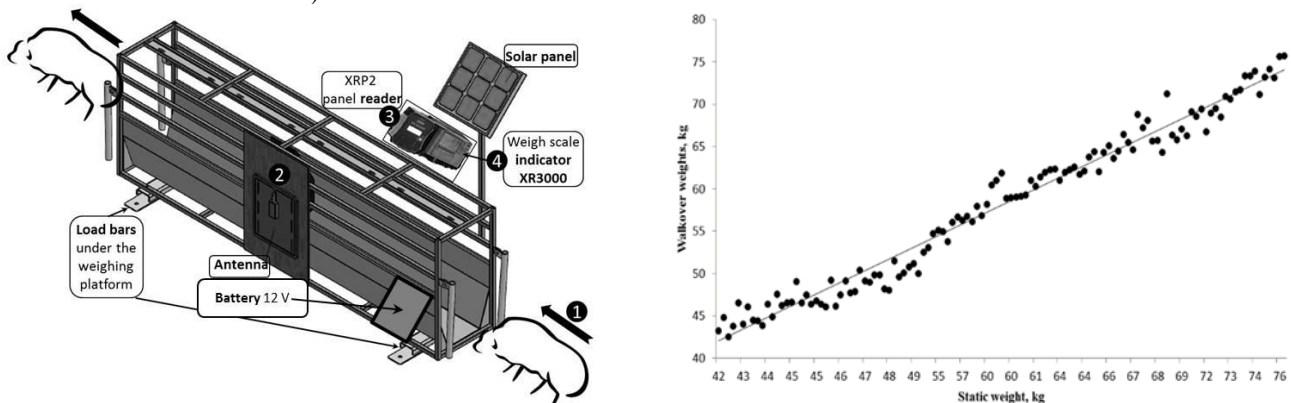 )
Solar panel
XRP2
panel reader
3
Weigh scale
indicator
XR3000
4
2
Load bars
under the
weighing
platform
Antenna
Battery 12 V
1
Walkover weights, kg
80
75
70
65
60
55
50
45
40
42 43 44 45 45 46 47 48 49 55 57 58 60 60 64 64 66 67 68 69 72 73 74 76
Static weight, kg